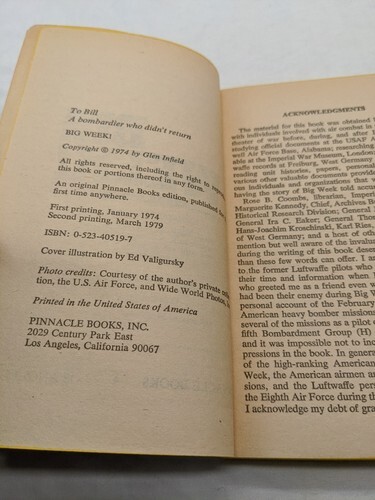 To Bill
A bombardier who didn't return
BIG WEEK!
Copyright © 1974 by Glen Infield
All rights reserved, including the right to
this book or portions thereof in any form.
An original Pinnacle Books edition, published
first time anywhere.
First printing, January 1974
Second printing, March 1979
ISBN: 0-523-40519-7
Cover illustration by Ed Valigursky
Photo credits: Courtesy of the author's private
tion, the U.S. Air Force, and Wide World Photos,
Printed in the United States of America
PINNACLE BOOKS, INC.
2029 Century Park East
Los Angeles, California 90067
ACKNOWLEDGMENTS
The material for this book was obtained
with individuals involved with air combat in
theater of war before, during, and after
studying official documents at the USAF
well Air Force Base, Alabama; researching
able at the Imperial War Museum, London;
waffe records at Freiburg, West Germany
reading unit histories, papers, personal
various other valuable documents provided
ous individuals and organizations that
having the story of Big Week told
Rose B. Coombs, librarian, Imperial
Marguerite Kennedy, Chief, Archives
Historical Research Division; General
General Ira C. Eaker; General
Hans-Joachim Kroschinski, Karl Ries,
of West Germany; and a host of
mention but well aware of the invaluable
during the writing of this book deserve
than these few words can offer. I
to the former Luftwaffe pilots who
their time and information when
who greeted me as a friend even
had been their enemy during Big
personal account of the February
American heavy bomber missions
several of the missions as a pilot
fifth Bombardment Group (H)
and it was impossible not to
pressions in the book. In general
of the high-ranking American
Week, the American airmen and
sions, and the Luftwaffe
the Eighth Air Force during the
I acknowledge my debt of